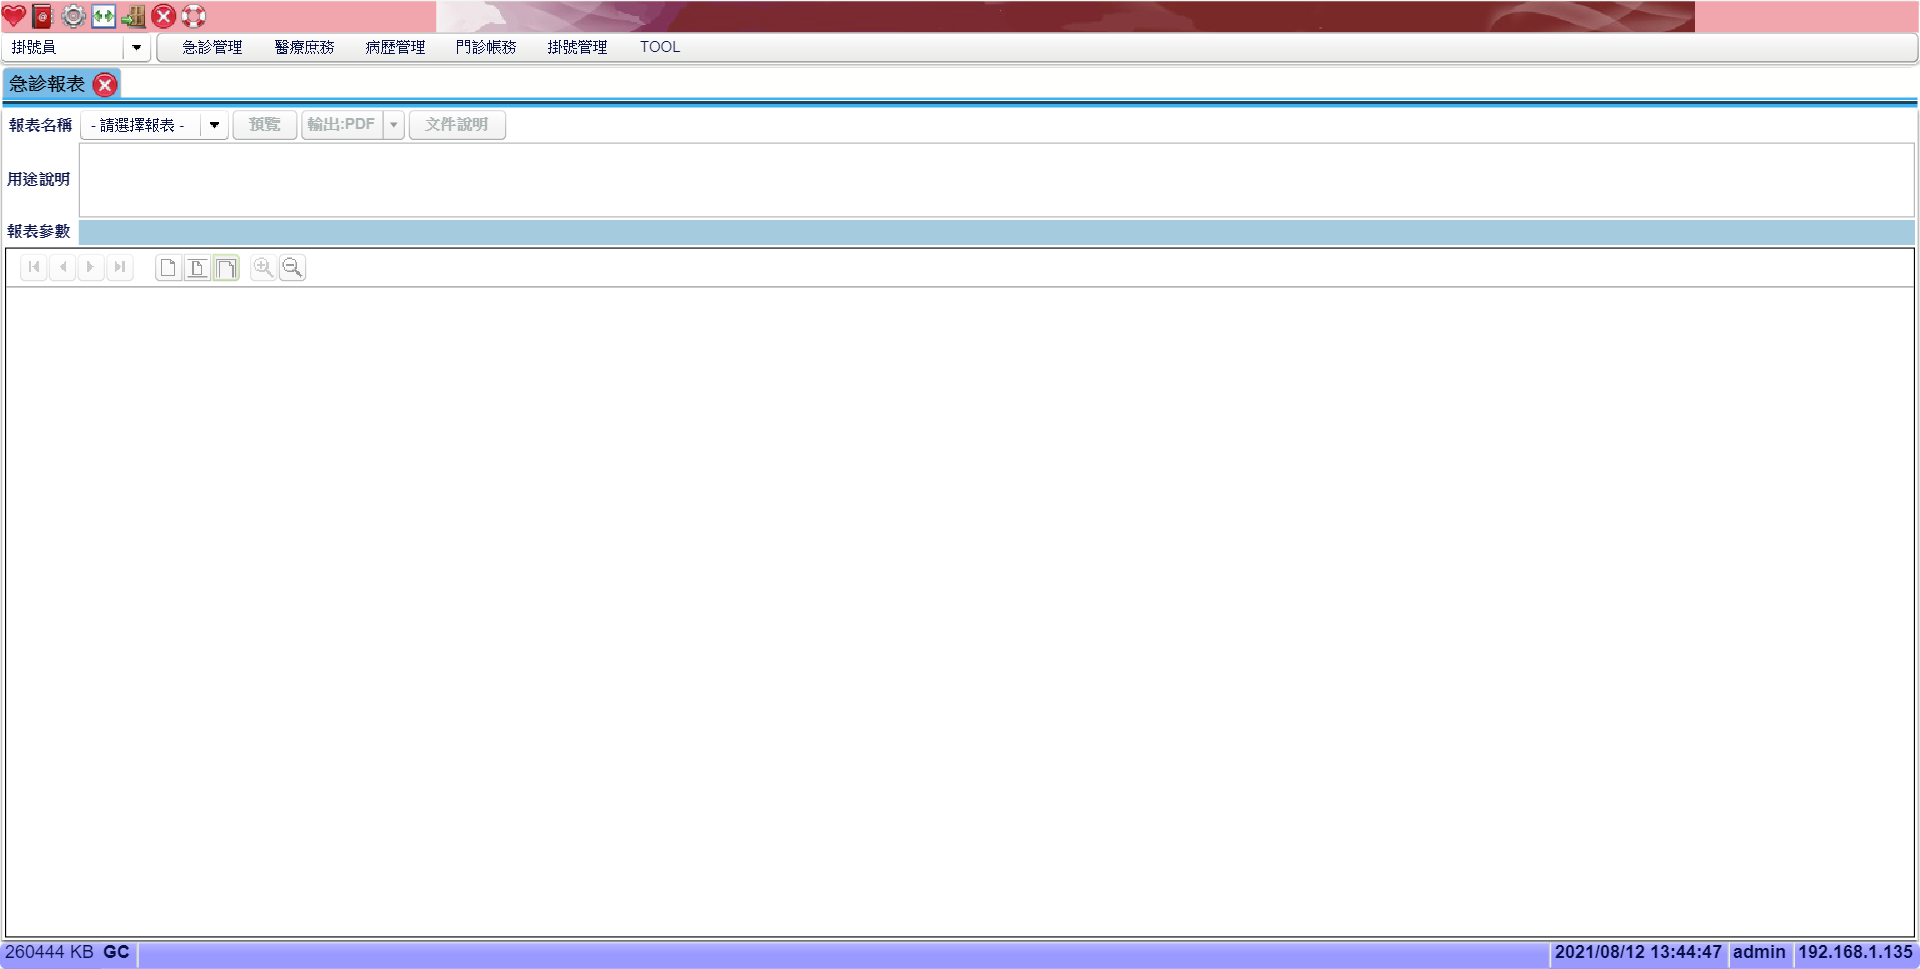 掛號員 急診管理 醫療庶務 病歷管理 門診帳務 掛號管理 TOOL
急診報表
報表名稱 - 請選擇報表 - 預覽 輸出:PDF 文件說明
用途說明
報表參數
260444 KB GC 2021/08/12 13:44:47 admin 192.168.1.135